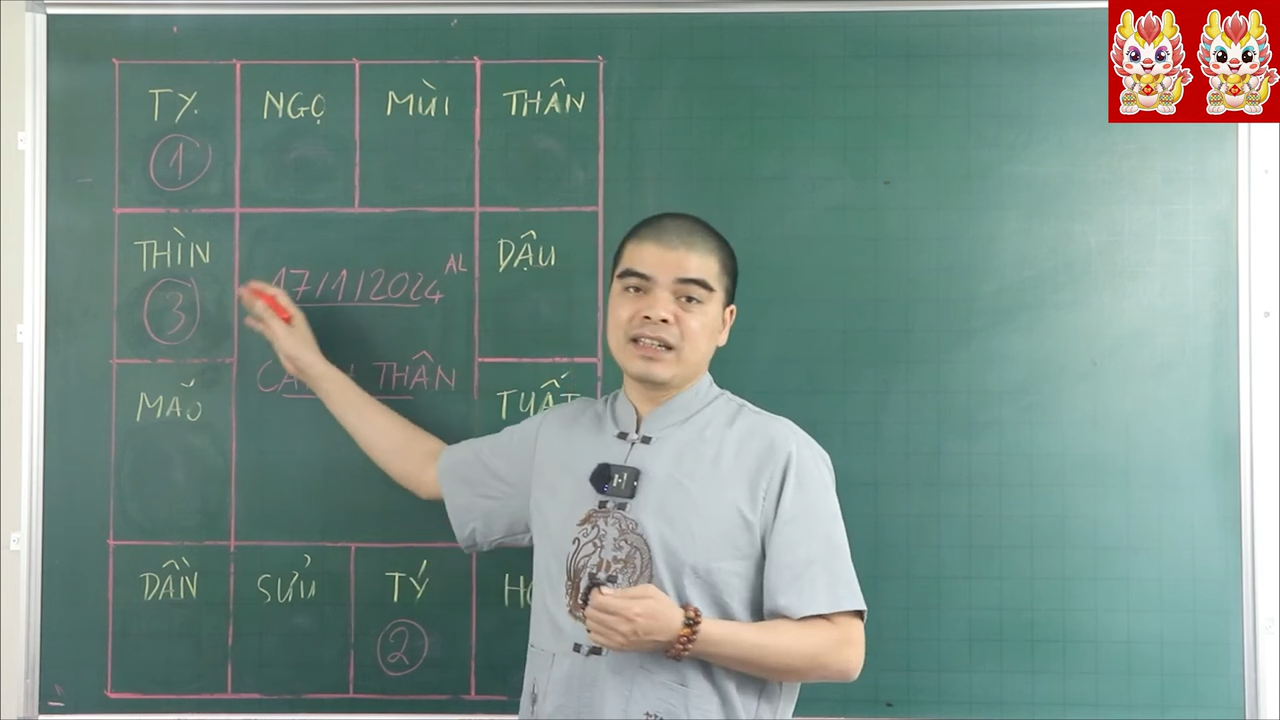 TỴ NGỌ MÙI THÂN
1
THÌN DẬU
3
17/1/2024 AL
THÂN
MÃO TUẤT
DẦN SỬU TÝ
2